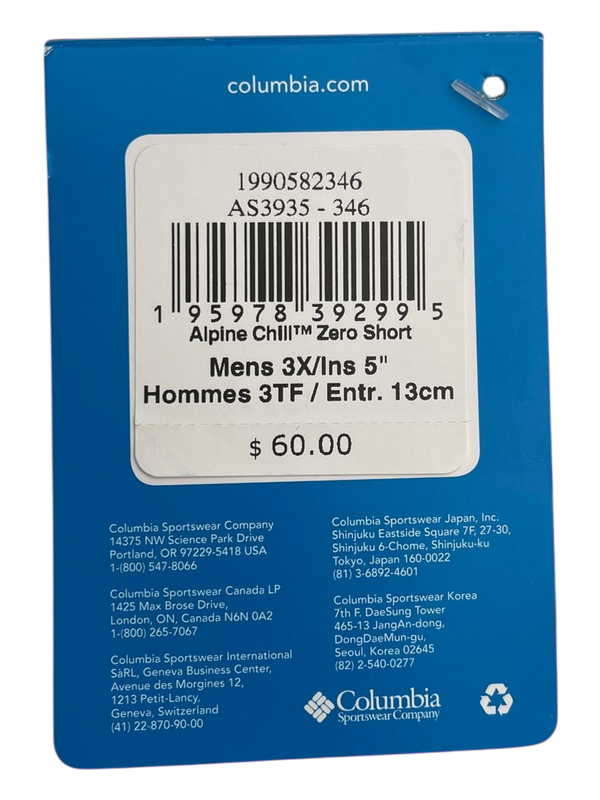 columbia.com
1990582346
AS3935 - 346
1 95978 39299 5
Alpine Chill™ Zero Short
Mens 3X/Ins 5"
Hommes 3TF / Entr. 13cm
$ 60.00
Columbia Sportswear Company
14375 NW Science Park Drive
Portland, OR 97229-5418 USA
1-(800) 547-8066
Columbia Sportswear Canada LP
1425 Max Brose Drive,
London, ON, Canada N6N 0A2
1-(800) 265-7067
Columbia Sportswear International
SàRL, Geneva Business Center,
Avenue des Morgines 12,
1213 Petit-Lancy,
Geneva, Switzerland
(41) 22-870-90-00
Columbia Sportswear Japan, Inc.
Shinjuku Eastside Square 7F, 27-30,
Shinjuku 6-Chome, Shinjuku-ku
Tokyo, Japan 160-0022
(81) 3-6892-4601
Columbia Sportswear Korea
7th F. DaeSung Tower
465-13 JangAn-dong,
DongDaeMun-gu,
Seoul, Korea 02645
(82) 2-540-0277
Columbia
Sportswear Company